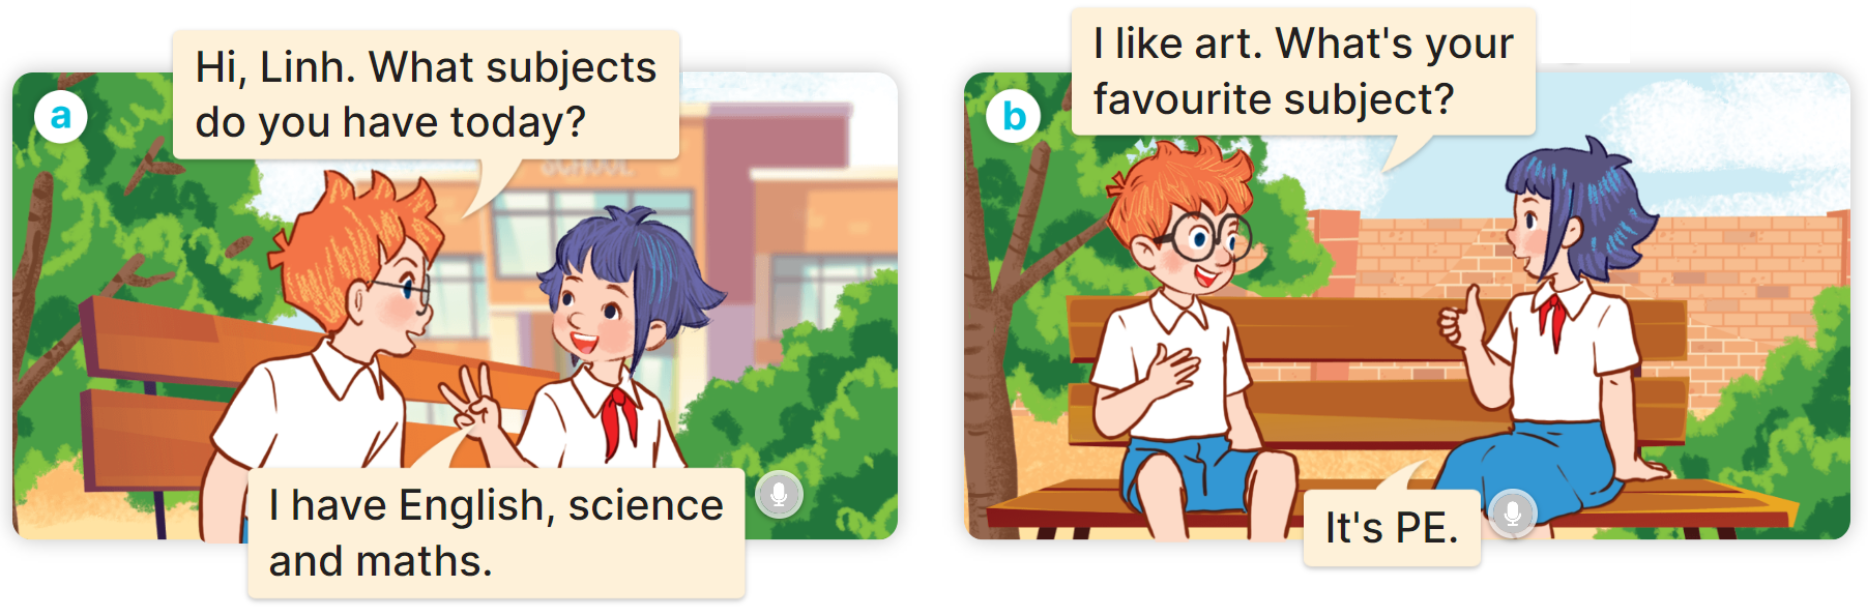 a
Hi, Linh. What subjects
do you have today?
SCHOOL
I have English, science
and maths.
b
I like art. What's your
favourite subject?
It's PE.